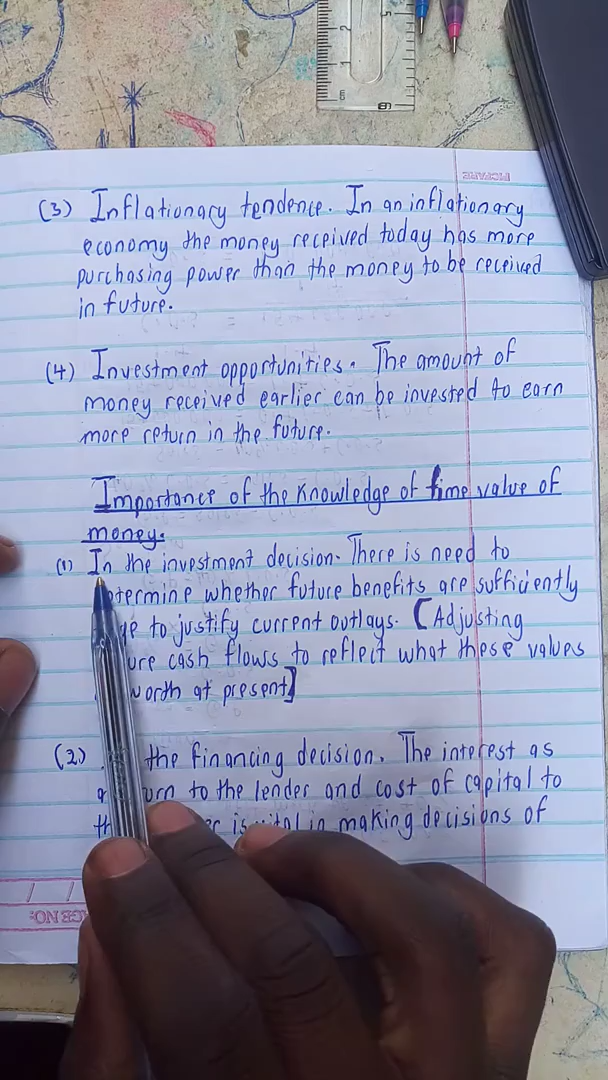 (3) Inflationary tendence. In an inflationary
economy the money received today has more
purchasing power than the money to be received
in future.
(4) Investment opportunities. The amount of
money received earlier can be invested to earn
more return in the future.
Importance of the Knowledge of time value of
money.
(1) In the investment decision. There is need to
determine whether future benefits are sufficiently
to justify current outlays. [Adjusting
cash flows to reflect what these values
worth at present]
(2) the financing decision. The interest as
to the lender and cost of capital to
is vital in making decisions of
PAGE NO: